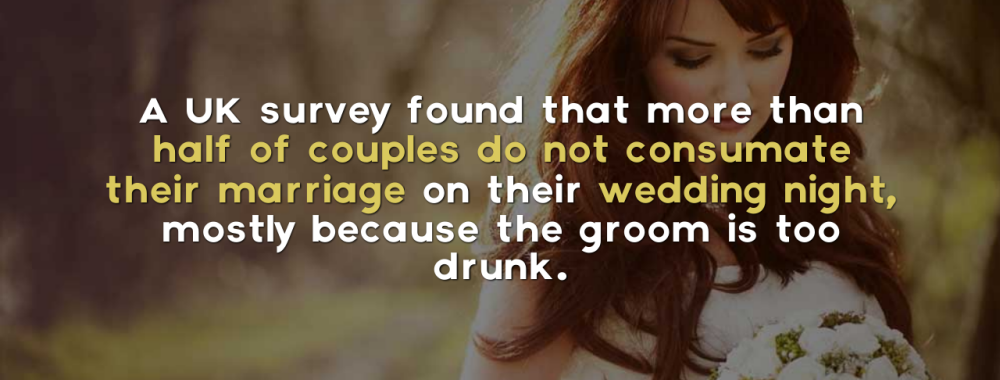 A UK survey found that more than
half of couples do not consumate
their marriage on their wedding night,
mostly because the groom is too
drunk.